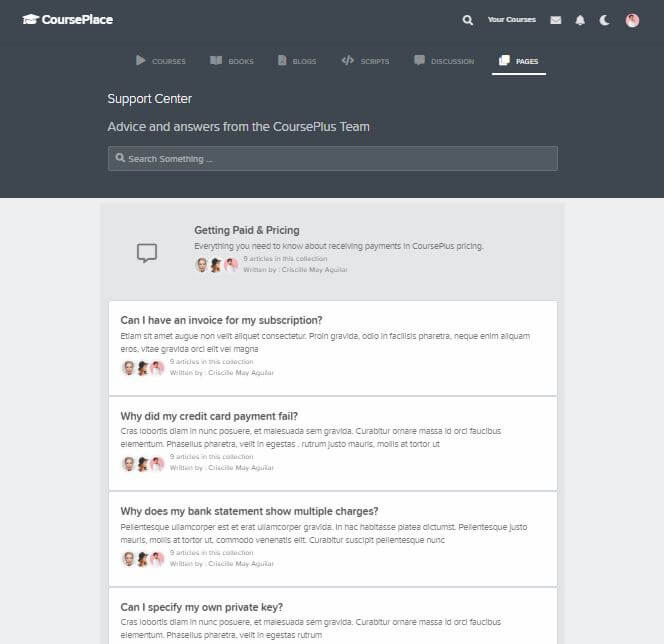 CoursePlace
Your Courses
COURSES BOOKS BLOGS SCRIPTS DISCUSSION PAGES
Support Center
Advice and answers from the CoursePlus Team
Search Something ...
Getting Paid & Pricing
Everything you need to know about receiving payments in CoursePlus pricing.
9 articles in this collection
Written by : Criscille May Aguilar
Can I have an invoice for my subscription?
Etiam sit amet augue non velit aliquet consectetur. Proin gravida, odio in facilisis pharetra, neque enim aliquam
eros, vitae gravida orci elit vel magna
9 articles in this collection
Written by : Criscille May Aguilar
Why did my credit card payment fail?
Cras lobortis diam in nunc posuere, et malesuada sem gravida. Curabitur ornare massa id orci faucibus
elementum. Phasellus pharetra, velit in egestas . rutrum justo mauris, mollis at tortor ut
9 articles in this collection
Written by : Criscille May Aguilar
Why does my bank statement show multiple charges?
Pellentesque ullamcorper est et erat ullamcorper gravida. In hac habitasse platea dictumst. Pellentesque justo
mauris, mollis at tortor ut, commodo venenatis elit. Curabitur suscipit pellentesque nunc
9 articles in this collection
Written by : Criscille May Aguilar
Can I specify my own private key?
Cras lobortis diam in nunc posuere, et malesuada sem gravida. Curabitur ornare massa id orci faucibus
elementum. Phasellus pharetra, velit in egestas rutrum